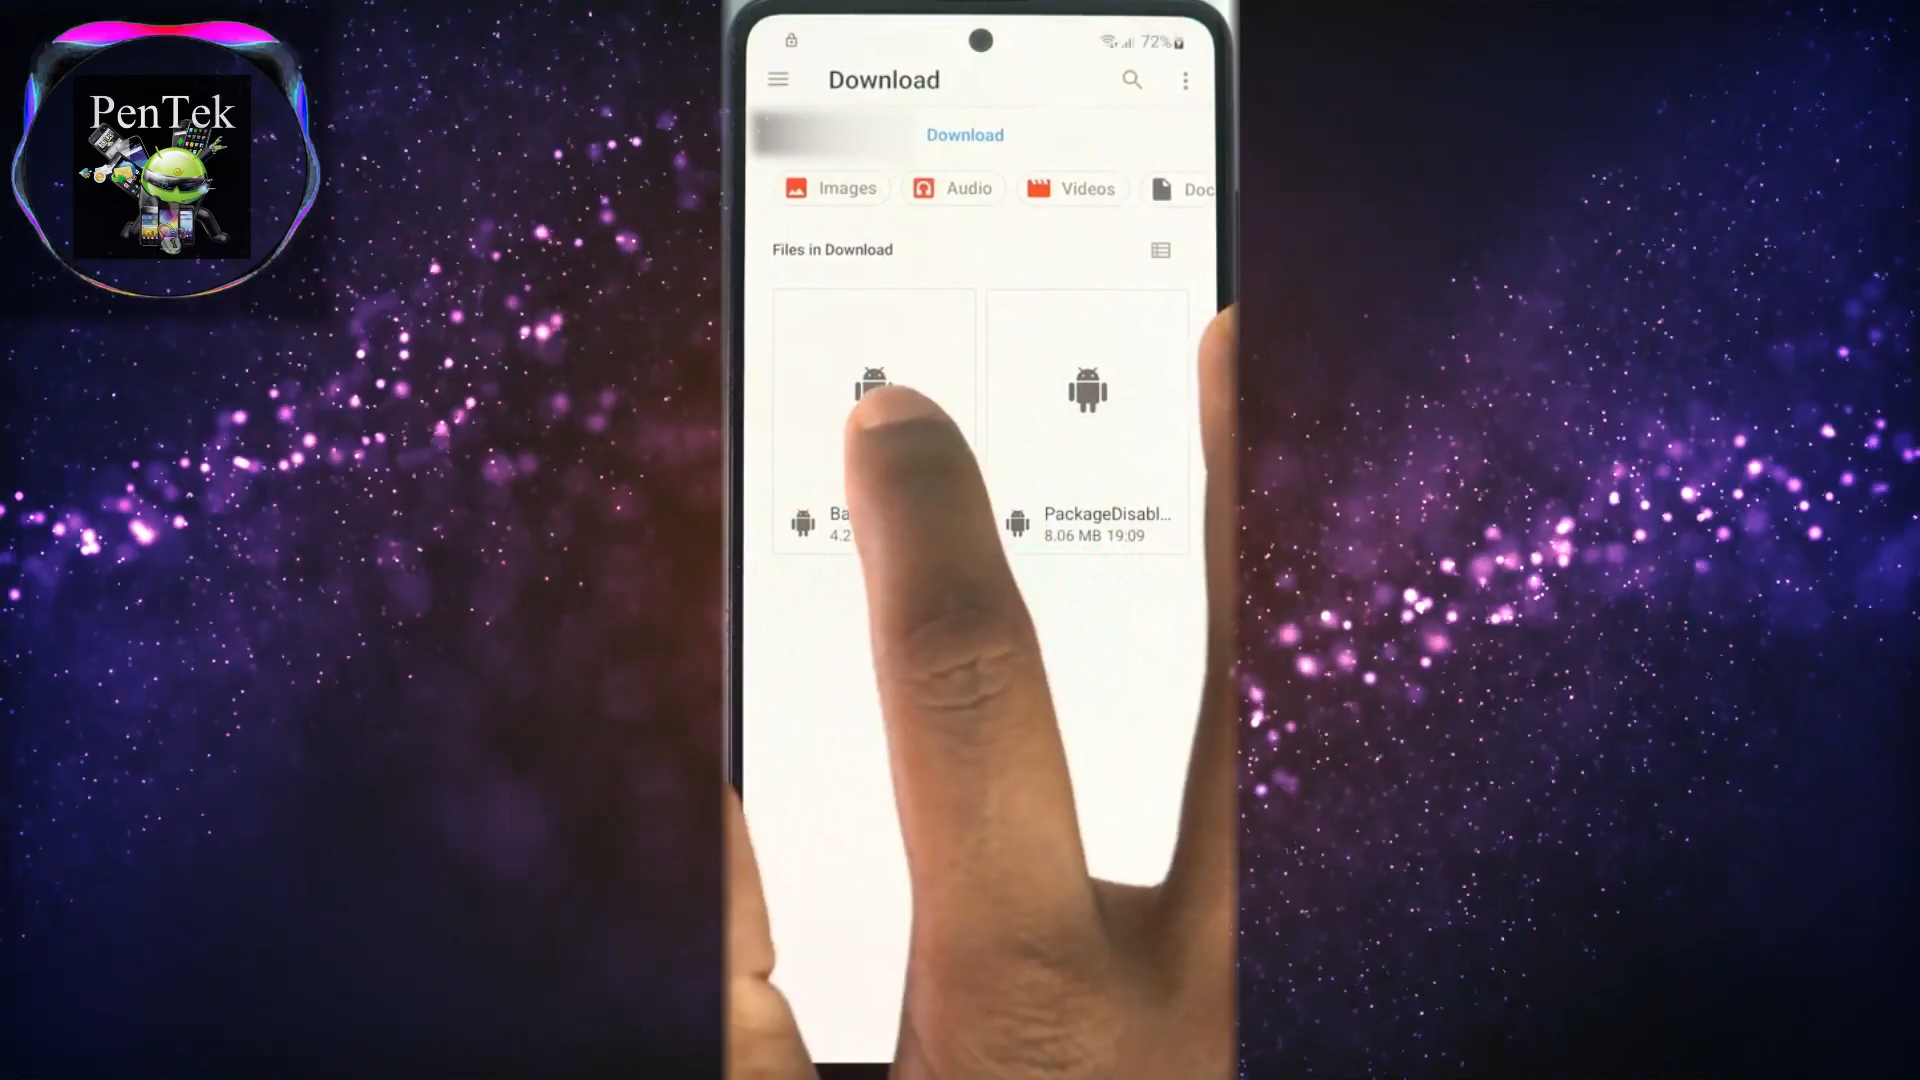 PenTek
72%
Download
Download
Images Audio Videos Doc
Files in Download
Ba
4.2
PackageDisabl...
8.06 MB 19:09